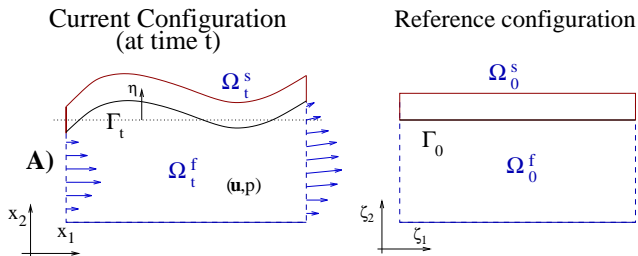 Current Configuration
(at time t)
Reference configuration
Ω_t^s
η
Γ_t
A)
Ω_t^f
(u,p)
x_2
x_1
Ω_0^s
Γ_0
Ω_0^f
ζ_2
ζ_1